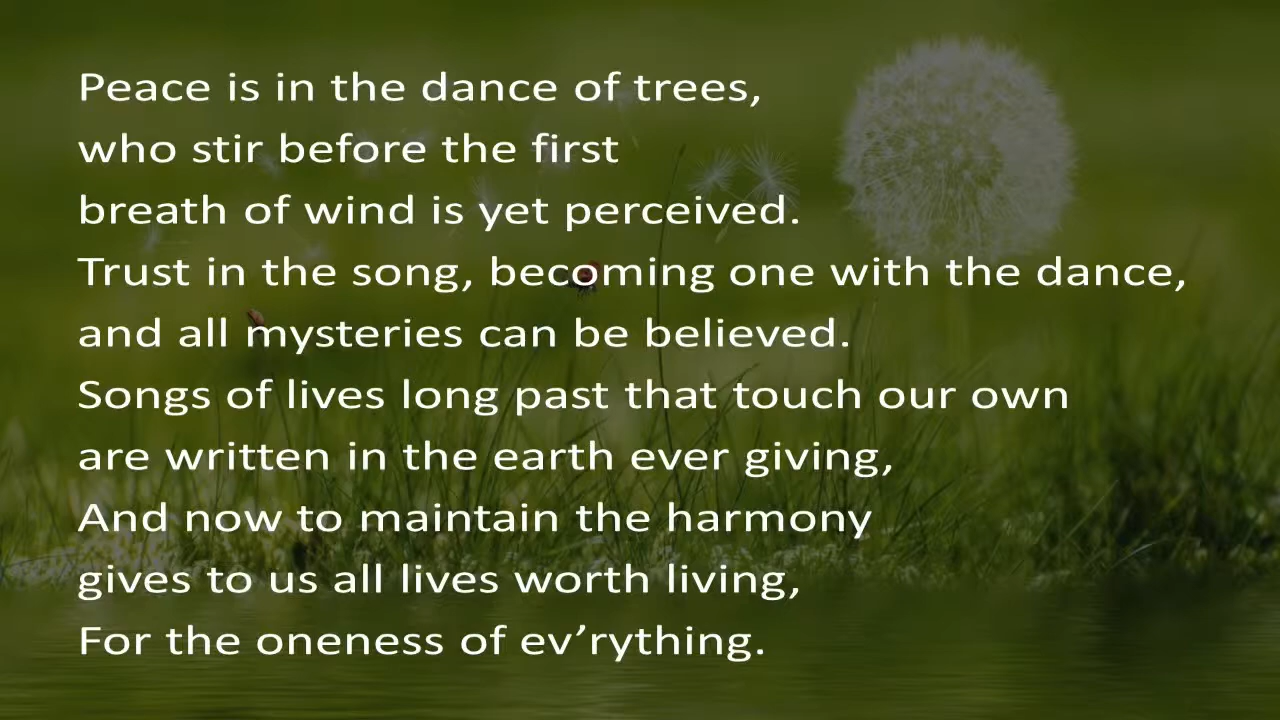 Peace is in the dance of trees,
who stir before the first
breath of wind is yet perceived.
Trust in the song, becoming one with the dance,
and all mysteries can be believed.
Songs of lives long past that touch our own
are written in the earth ever giving,
And now to maintain the harmony
gives to us all lives worth living,
For the oneness of ev’rything.